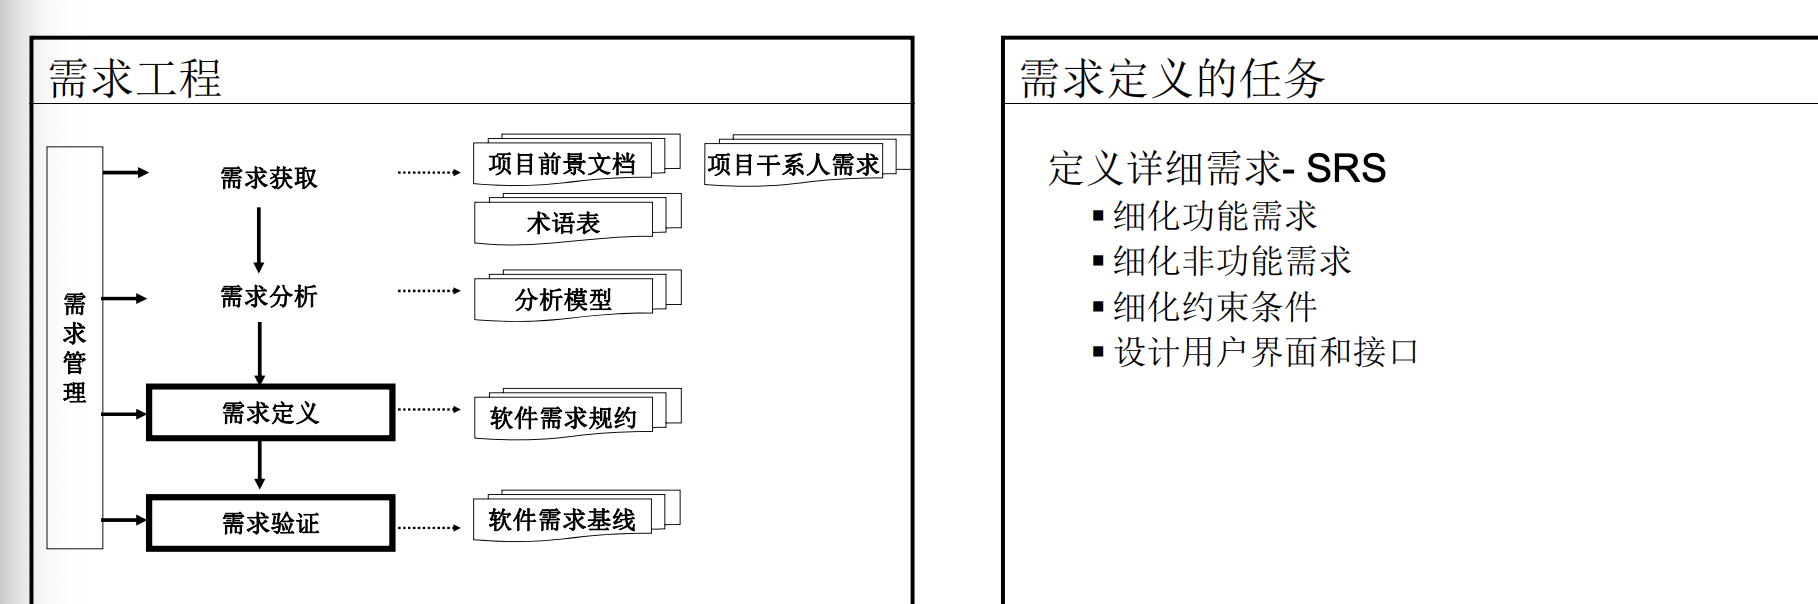 需求工程
需求获取
项目前景文档
项目干系人需求
术语表
需求分析
分析模型
需求管理
需求定义
软件需求规约
需求验证
软件需求基线
需求定义的任务
定义详细需求- SRS
▪ 细化功能需求
▪ 细化非功能需求
▪ 细化约束条件
▪ 设计用户界面和接口